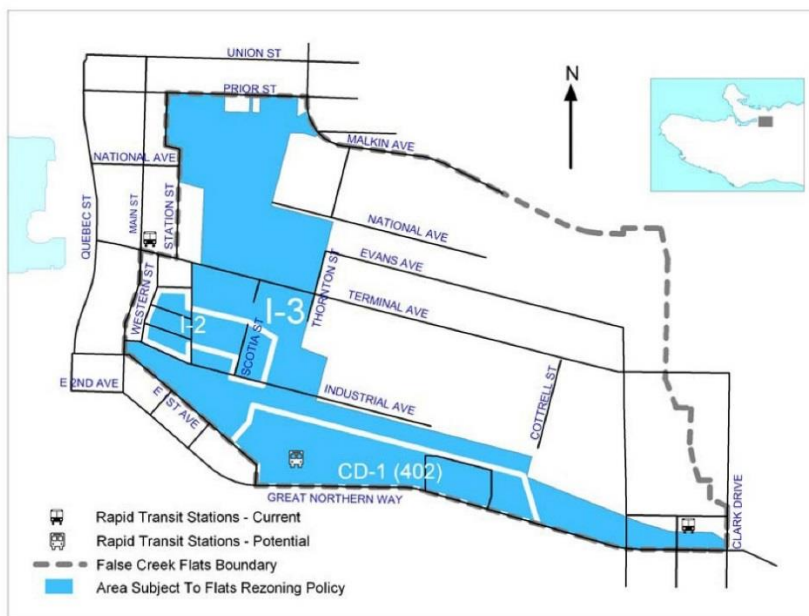 UNION ST
PRIOR ST
N
MALKIN AVE
NATIONAL AVE
QUEBEC ST
MAIN ST
STATION ST
NATIONAL AVE
EVANS AVE
THORNTON ST
TERMINAL AVE
WESTERN ST
I-2
SCOTIA ST
I-3
E 2ND AVE
E 1ST AVE
INDUSTRIAL AVE
COTTRELL ST
CD-1 (402)
GREAT NORTHERN WAY
CLARK DRIVE
Rapid Transit Stations - Current
Rapid Transit Stations - Potential
False Creek Flats Boundary
Area Subject To Flats Rezoning Policy